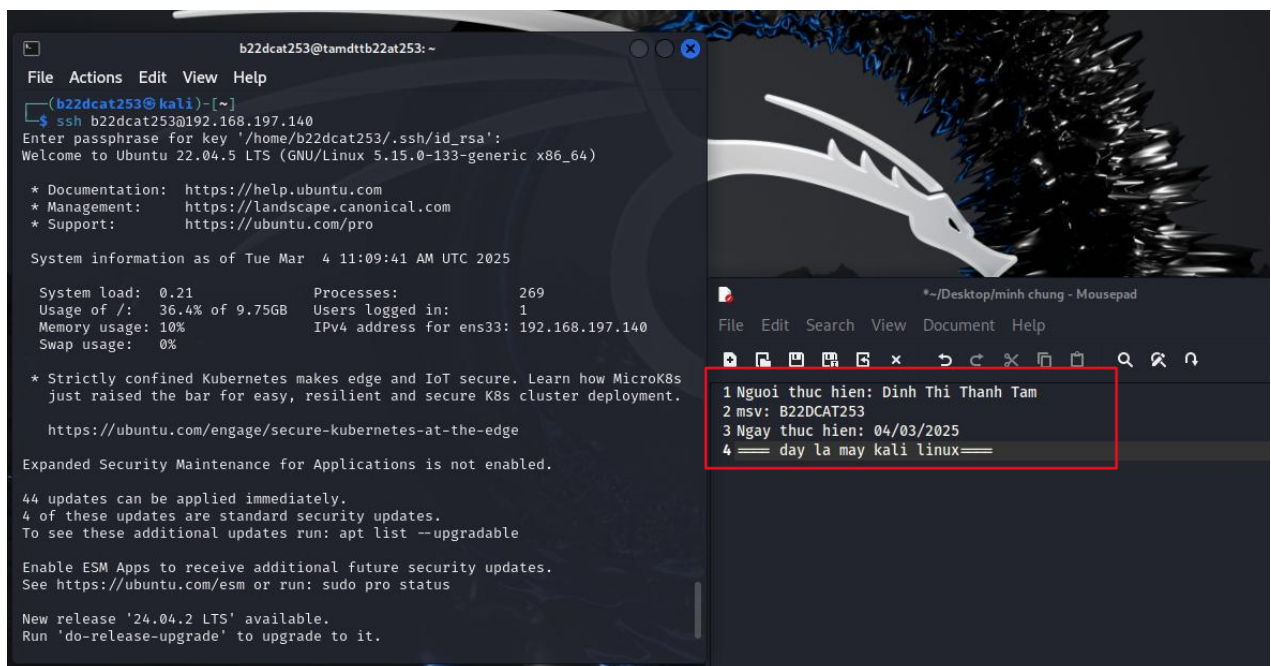 b22dcat253@tamdttb22at253: ~
File Actions Edit View Help
┌──(b22dcat253㉿kali)-[~]
└─$ ssh b22dcat253@192.168.197.140
Enter passphrase for key '/home/b22dcat253/.ssh/id_rsa':
Welcome to Ubuntu 22.04.5 LTS (GNU/Linux 5.15.0-133-generic x86_64)
* Documentation: https://help.ubuntu.com
* Management: https://landscape.canonical.com
* Support: https://ubuntu.com/pro
System information as of Tue Mar 4 11:09:41 AM UTC 2025
System load: 0.21 Processes: 269
Usage of /: 36.4% of 9.75GB Users logged in: 1
Memory usage: 10% IPv4 address for ens33: 192.168.197.140
Swap usage: 0%
* Strictly confined Kubernetes makes edge and IoT secure. Learn how MicroK8s
just raised the bar for easy, resilient and secure K8s cluster deployment.
https://ubuntu.com/engage/secure-kubernetes-at-the-edge
Expanded Security Maintenance for Applications is not enabled.
44 updates can be applied immediately.
4 of these updates are standard security updates.
To see these additional updates run: apt list --upgradable
Enable ESM Apps to receive additional future security updates.
See https://ubuntu.com/esm or run: sudo pro status
New release '24.04.2 LTS' available.
Run 'do-release-upgrade' to upgrade to it.
*~/Desktop/minh chung - Mousepad
File Edit Search View Document Help
1 Nguoi thuc hien: Dinh Thi Thanh Tam
2 msv: B22DCAT253
3 Ngay thuc hien: 04/03/2025
4 ==== day la may kali linux====